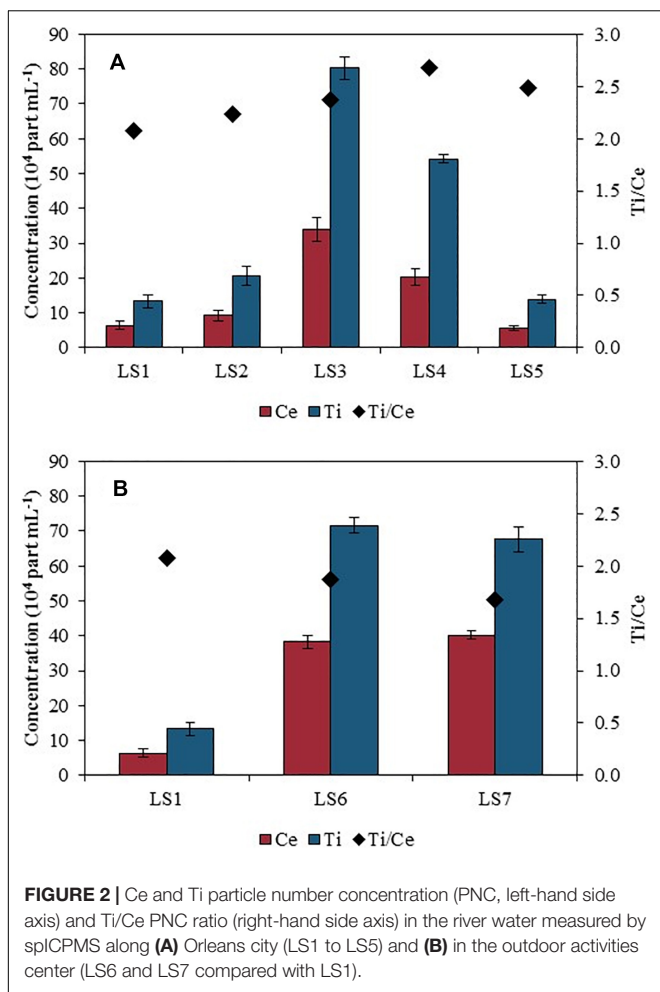 A
Concentration (10⁴ part mL⁻¹)
90
80
70
60
50
40
30
20
10
0
3.0
2.5
2.0
1.5
1.0
0.5
0.0
Ti/Ce
LS1 LS2 LS3 LS4 LS5
Ce Ti Ti/Ce
B
Concentration (10⁴ part mL⁻¹)
90
80
70
60
50
40
30
20
10
0
3.0
2.5
2.0
1.5
1.0
0.5
0.0
Ti/Ce
LS1 LS6 LS7
Ce Ti Ti/Ce
FIGURE 2 | Ce and Ti particle number concentration (PNC, left-hand side
axis) and Ti/Ce PNC ratio (right-hand side axis) in the river water measured by
spICPMS along (A) Orleans city (LS1 to LS5) and (B) in the outdoor activities
center (LS6 and LS7 compared with LS1).